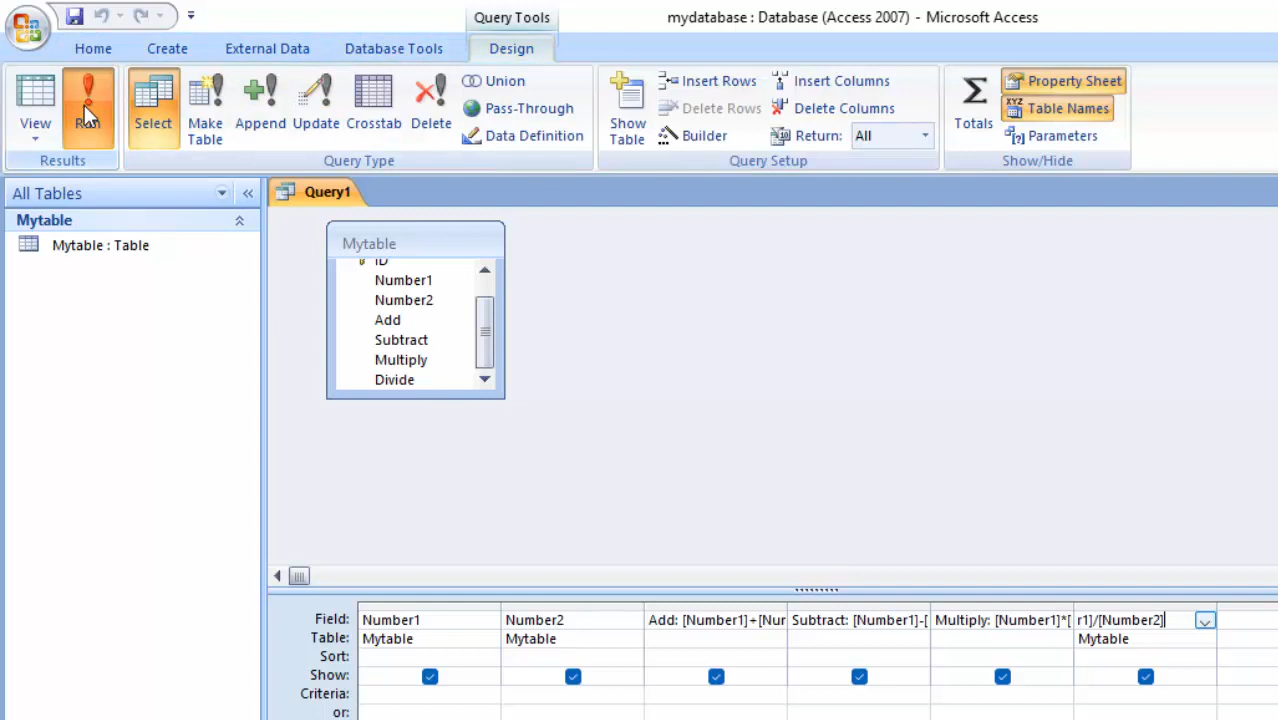 Query Tools
mydatabase : Database (Access 2007) - Microsoft Access
Home Create External Data Database Tools Design
View Run Select Make Table Append Update Crosstab Delete
Union
Pass-Through
Data Definition
Show Table
Insert Rows
Delete Rows
Builder
Insert Columns
Delete Columns
Return: All
Totals
Property Sheet
XYZ Table Names
Parameters
Results Query Type Query Setup Show/Hide
All Tables
Mytable
Mytable : Table
Query1
Mytable
ID
Number1
Number2
Add
Subtract
Multiply
Divide
Field: Number1 Number2 Add: [Number1]+[Nur Subtract: [Number1]-[ Multiply: [Number1]*[ r1]/[Number2]
Table: Mytable Mytable Mytable
Sort:
Show:
Criteria:
or: